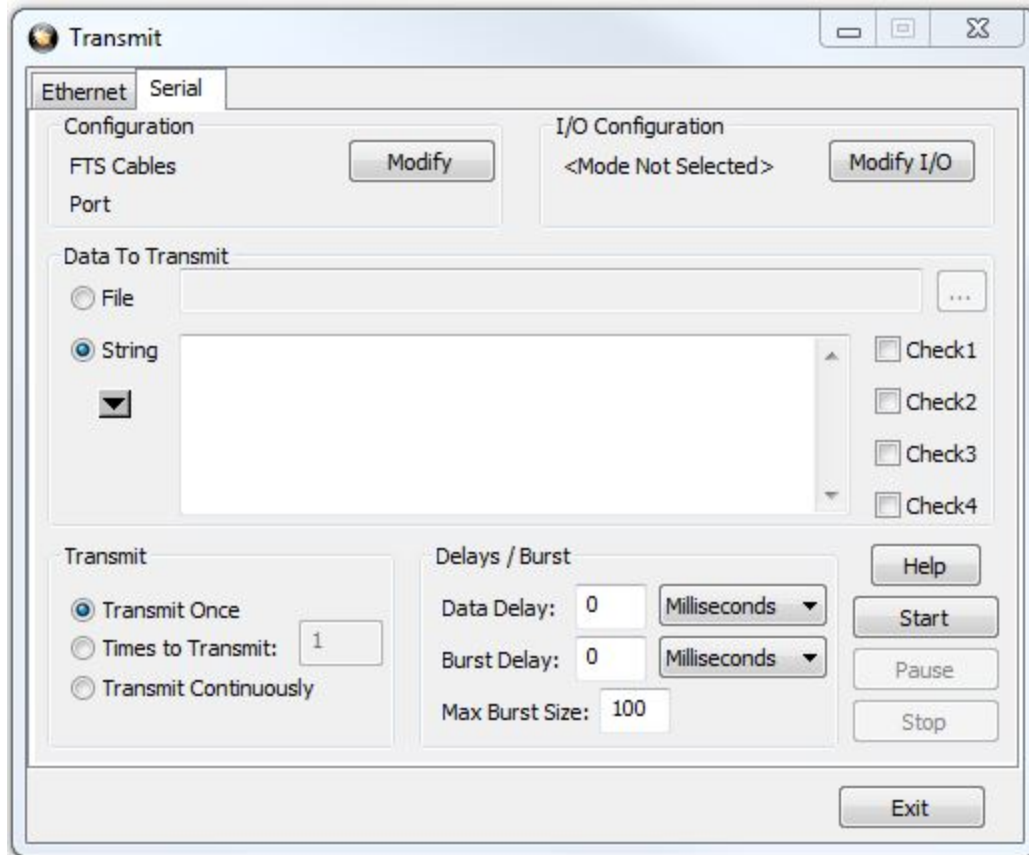 Transmit
Ethernet Serial
Configuration
FTS Cables
Modify
Port
I/O Configuration
<Mode Not Selected>
Modify I/O
Data To Transmit
File
...
String
Check1
Check2
Check3
Check4
Transmit
Transmit Once
Times to Transmit: 1
Transmit Continuously
Delays / Burst
Data Delay: 0 Milliseconds
Burst Delay: 0 Milliseconds
Max Burst Size: 100
Help
Start
Pause
Stop
Exit